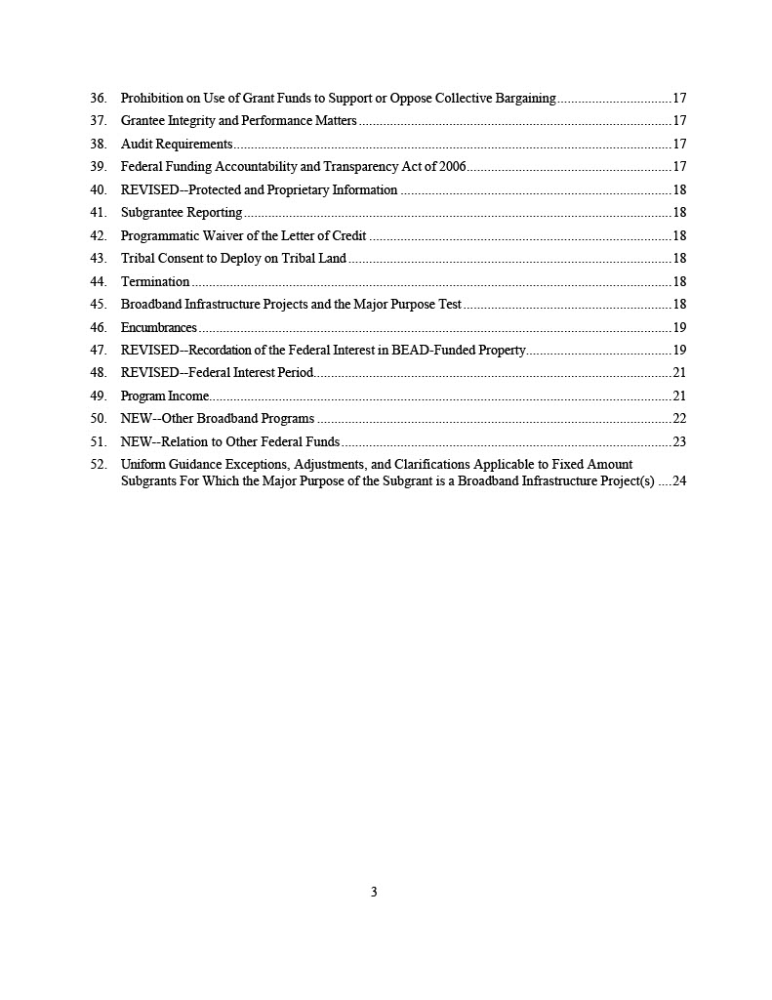 36. Prohibition on Use of Grant Funds to Support or Oppose Collective Bargaining.................................17
37. Grantee Integrity and Performance Matters..........................................................................................17
38. Audit Requirements..............................................................................................................................17
39. Federal Funding Accountability and Transparency Act of 2006...........................................................17
40. REVISED--Protected and Proprietary Information ..............................................................................18
41. Subgrantee Reporting...........................................................................................................................18
42. Programmatic Waiver of the Letter of Credit .......................................................................................18
43. Tribal Consent to Deploy on Tribal Land.............................................................................................18
44. Termination..........................................................................................................................................18
45. Broadband Infrastructure Projects and the Major Purpose Test............................................................18
46. Encumbrances........................................................................................................................................19
47. REVISED--Recordation of the Federal Interest in BEAD-Funded Property..........................................19
48. REVISED--Federal Interest Period.......................................................................................................21
49. Program Income.....................................................................................................................................21
50. NEW--Other Broadband Programs ......................................................................................................22
51. NEW--Relation to Other Federal Funds...............................................................................................23
52. Uniform Guidance Exceptions, Adjustments, and Clarifications Applicable to Fixed Amount
Subgrants For Which the Major Purpose of the Subgrant is a Broadband Infrastructure Project(s) ....24
3